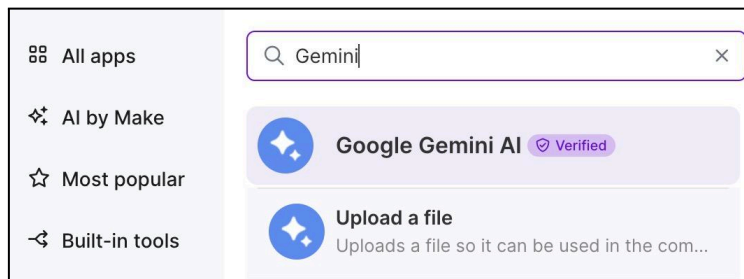 All apps
AI by Make
Most popular
Built-in tools
Gemini
Google Gemini AI Verified
Upload a file
Uploads a file so it can be used in the com...